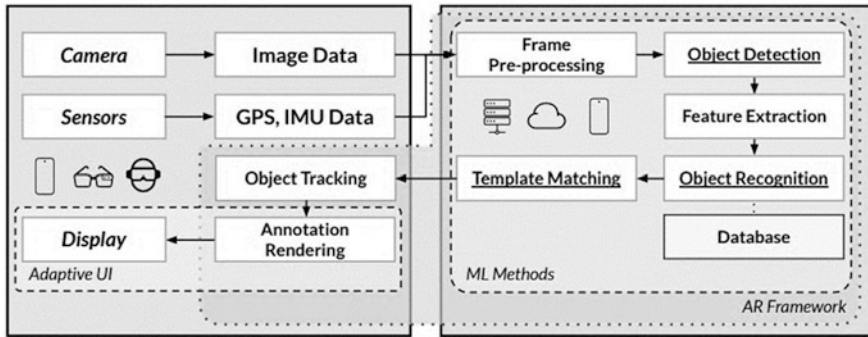 Camera
Image Data
Frame
Pre-processing
Object Detection
Sensors
GPS, IMU Data
Feature Extraction
Object Tracking
Template Matching
Object Recognition
Display
Annotation
Rendering
Database
Adaptive UI
ML Methods
AR Framework